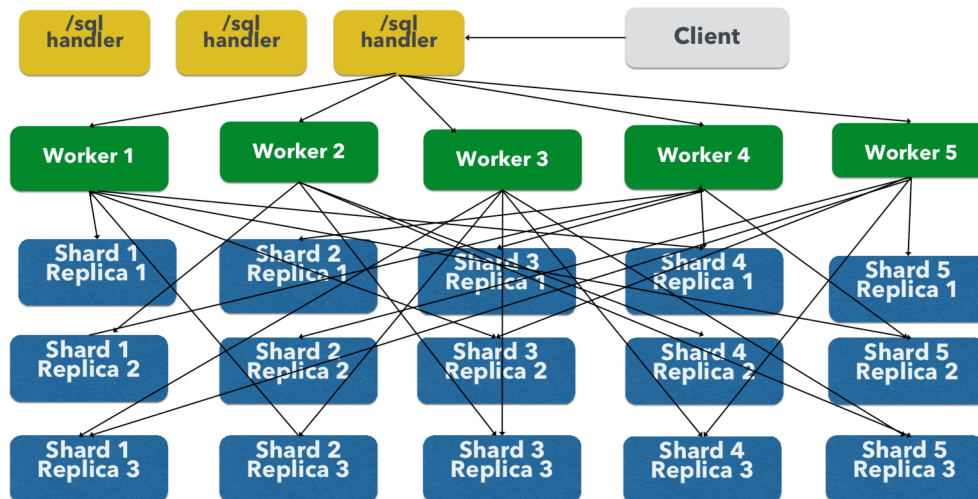 /sql
handler
/sql
handler
/sql
handler
Client
Worker 1
Worker 2
Worker 3
Worker 4
Worker 5
Shard 1
Replica 1
Shard 2
Replica 1
Shard 3
Replica 1
Shard 4
Replica 1
Shard 5
Replica 1
Shard 1
Replica 2
Shard 2
Replica 2
Shard 3
Replica 2
Shard 4
Replica 2
Shard 5
Replica 2
Shard 1
Replica 3
Shard 2
Replica 3
Shard 3
Replica 3
Shard 4
Replica 3
Shard 5
Replica 3